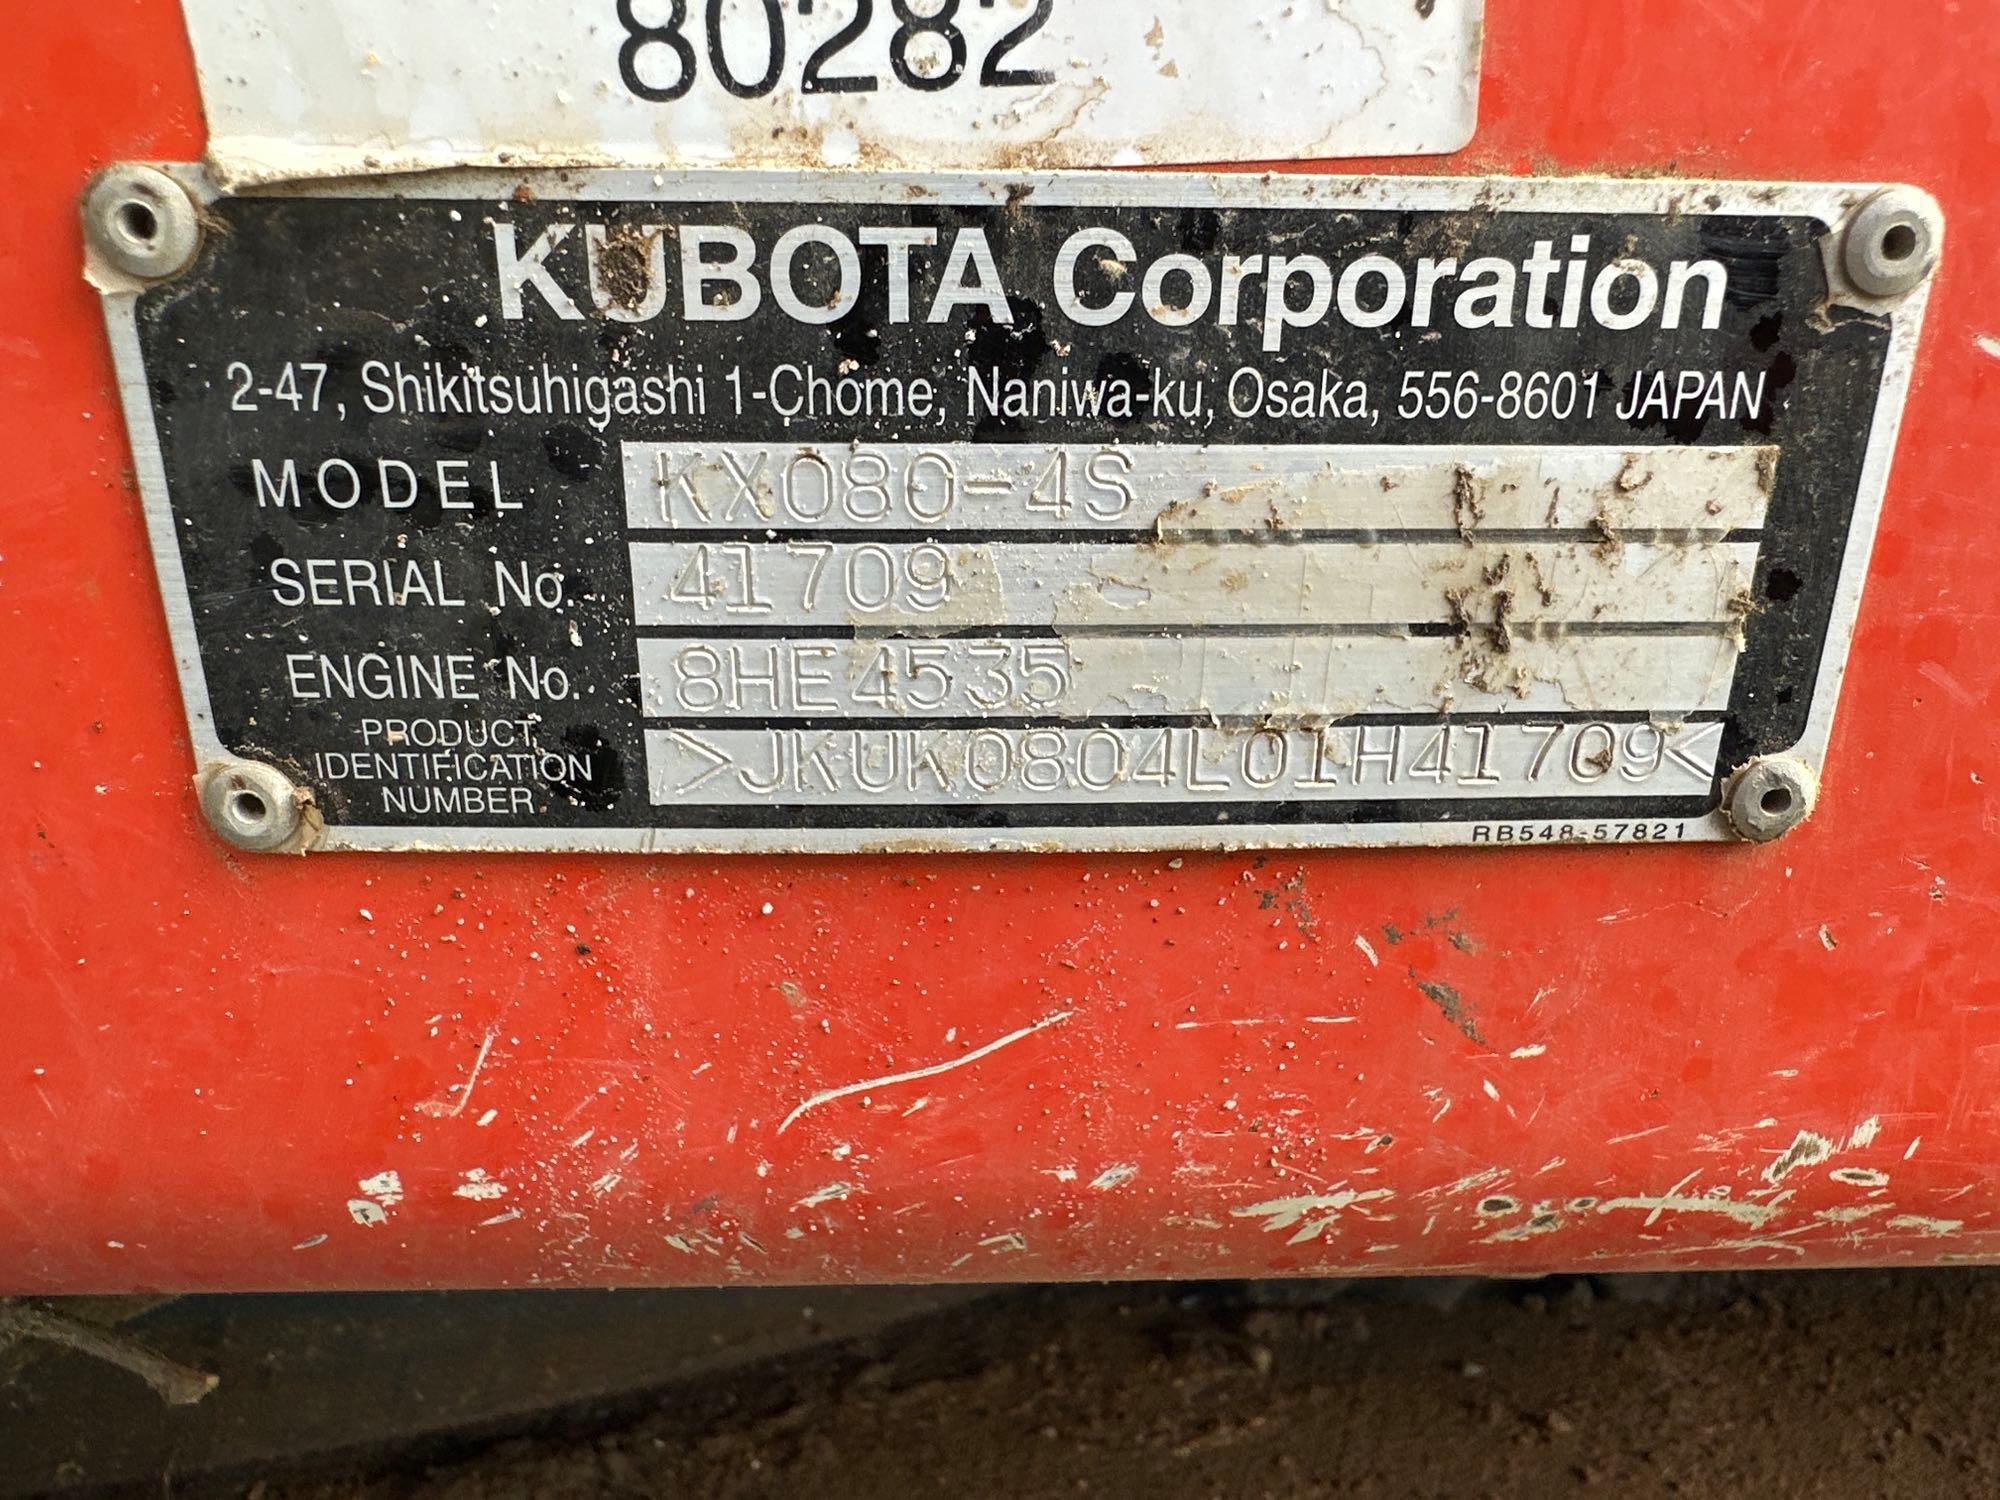 80282
KUBOTA Corporation
2-47, Shikitsuhigashi 1-Chome, Naniwa-ku, Osaka, 556-8601 JAPAN
MODEL KX080-4S
SERIAL No. 41709
ENGINE No. 8HE4535
PRODUCT
IDENTIFICATION
NUMBER >JKUK0804L01H41709<
RB548-57821